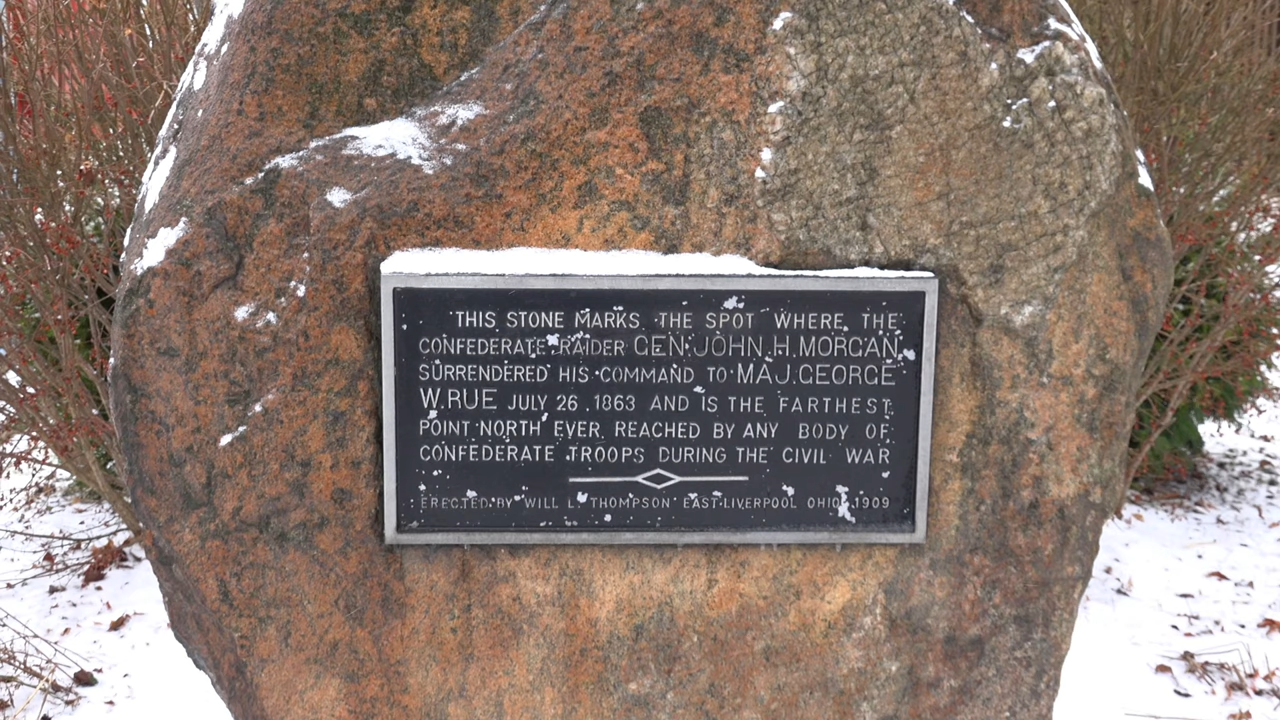 THIS STONE MARKS THE SPOT WHERE THE
CONFEDERATE RAIDER GEN. JOHN. H. MORGAN
SURRENDERED HIS COMMAND TO MAJ. GEORGE
W. RUE JULY 26, 1863 AND IS THE FARTHEST
POINT NORTH EVER REACHED BY ANY BODY OF
CONFEDERATE TROOPS DURING THE CIVIL WAR
ERECTED BY WILL L. THOMPSON EAST LIVERPOOL OHIO 1909